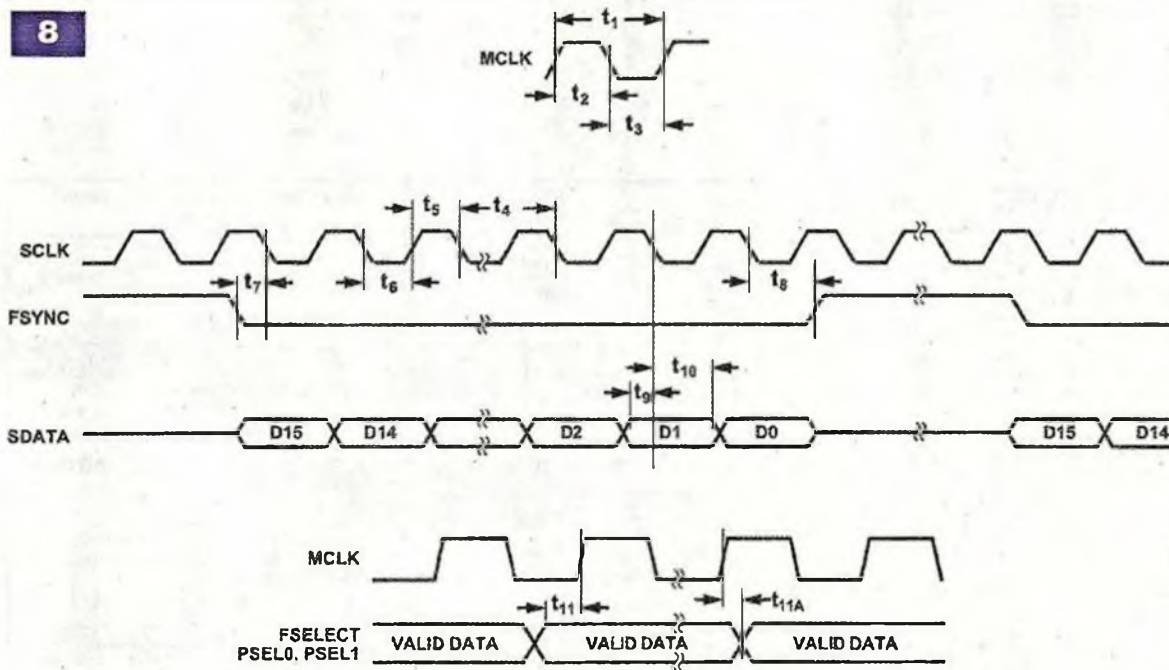 8
t1
MCLK
t2
t3
t5
t4
SCLK
t7
t6
t8
FSYNC
t10
t9
SDATA
D15
D14
D2
D1
D0
D15
D14
MCLK
t11
t11A
FSELECT
PSEL0, PSEL1
VALID DATA
VALID DATA
VALID DATA